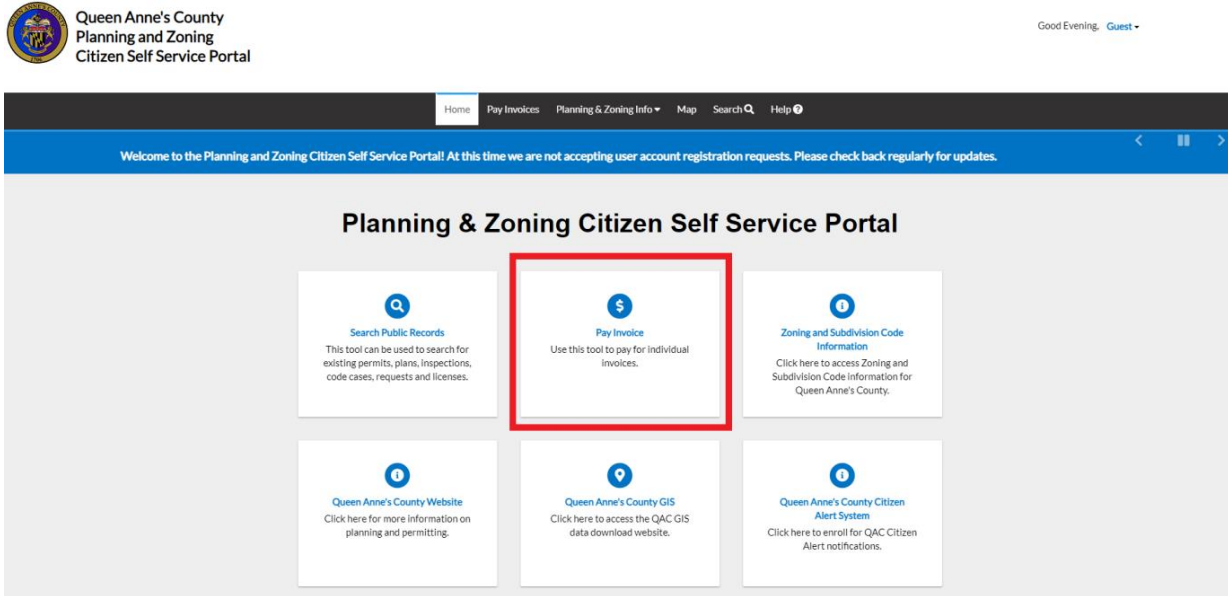 Queen Anne's County
Planning and Zoning
Citizen Self Service Portal
Good Evening, Guest
Home Pay Invoices Planning & Zoning Info Map Search Help
Welcome to the Planning and Zoning Citizen Self Service Portal! At this time we are not accepting user account registration requests. Please check back regularly for updates.
Planning & Zoning Citizen Self Service Portal
Search Public Records
This tool can be used to search for
existing permits, plans, inspections,
code cases, requests and licenses.
Pay Invoice
Use this tool to pay for individual
invoices.
Zoning and Subdivision Code
Information
Click here to access Zoning and
Subdivision Code information for
Queen Anne's County.
Queen Anne's County Website
Click here for more information on
planning and permitting.
Queen Anne's County GIS
Click here to access the QAC GIS
data download website.
Queen Anne's County Citizen
Alert System
Click here to enroll for QAC Citizen
Alert notifications.